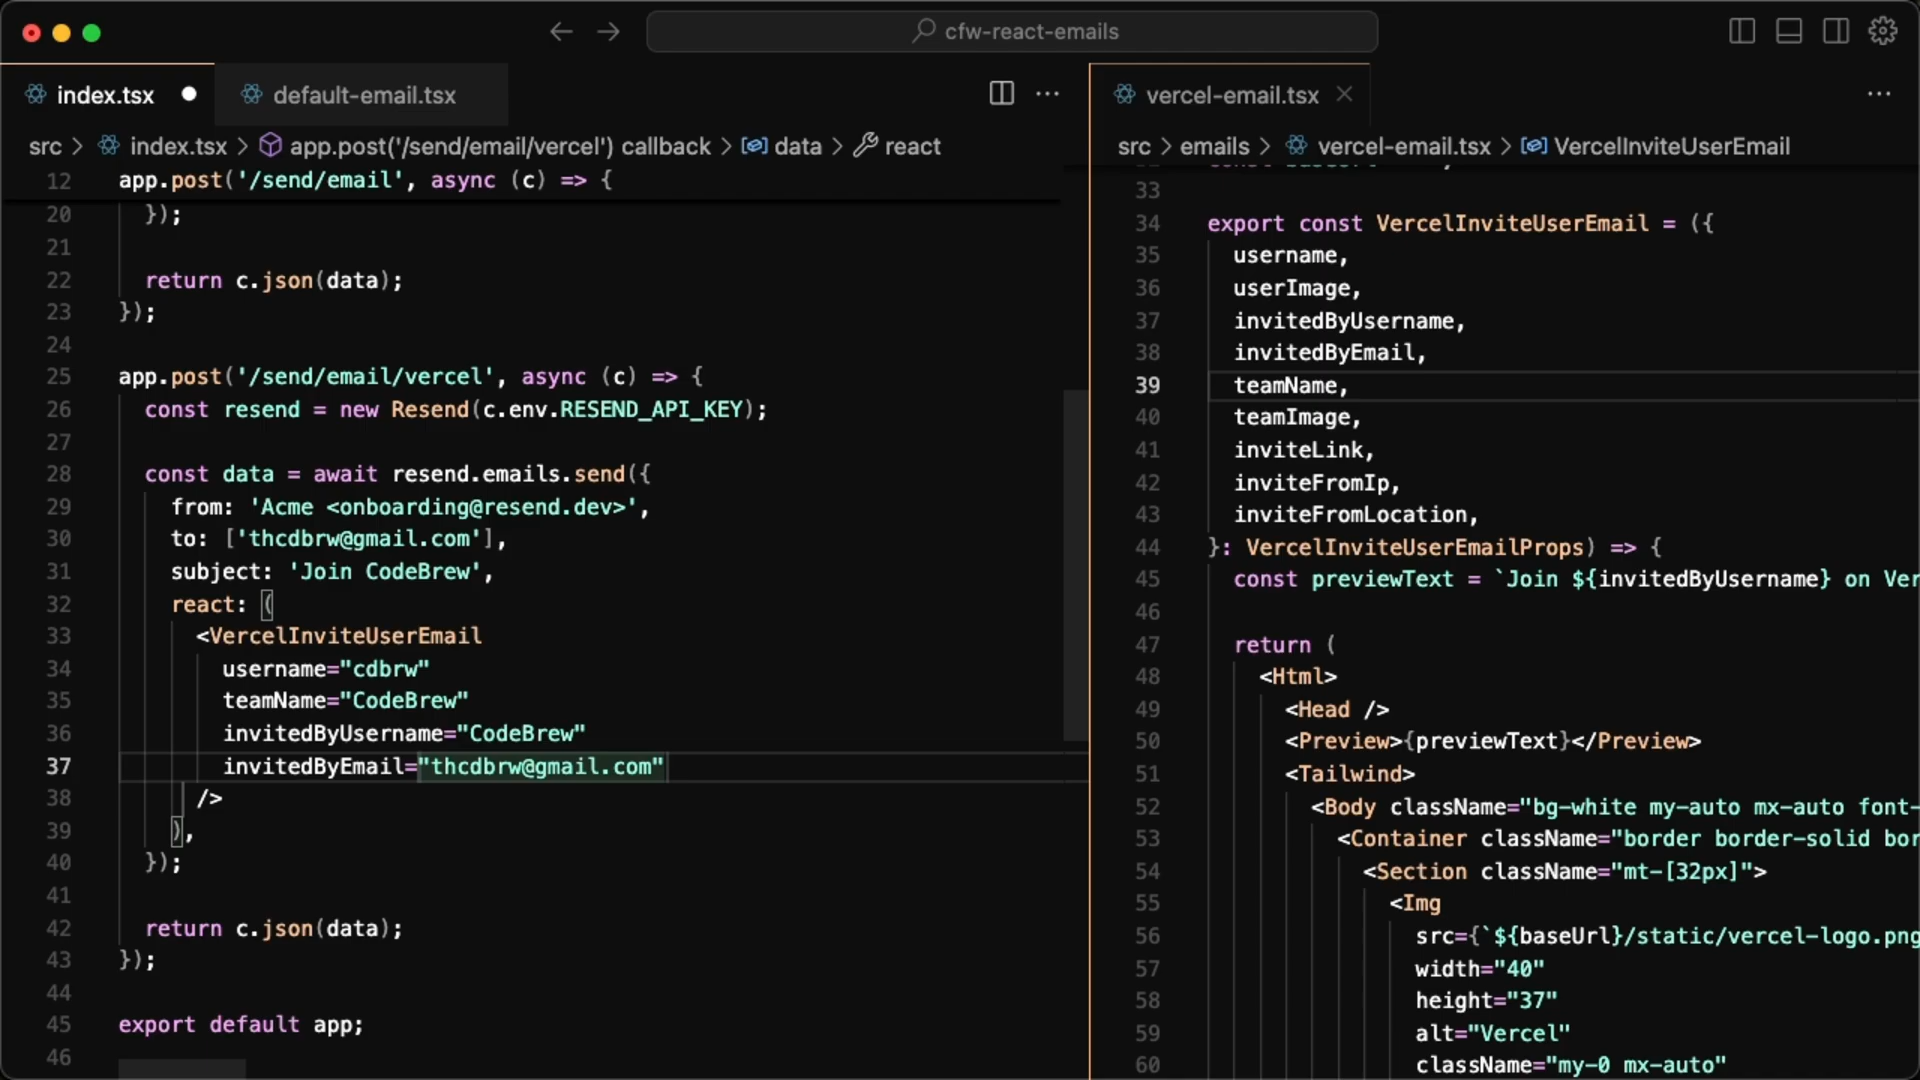 cfw-react-emails
index.tsx
default-email.tsx
src > index.tsx > app.post('/send/email/vercel') callback > data > react
12 app.post('/send/email', async (c) => {
20 });
21
22 return c.json(data);
23 });
24
25 app.post('/send/email/vercel', async (c) => {
26 const resend = new Resend(c.env.RESEND_API_KEY);
27
28 const data = await resend.emails.send({
29 from: 'Acme <onboarding@resend.dev>',
30 to: ['thcdbrw@gmail.com'],
31 subject: 'Join CodeBrew',
32 react: (
33 <VercelInviteUserEmail
34 username="cdbrw"
35 teamName="CodeBrew"
36 invitedByUsername="CodeBrew"
37 invitedByEmail="thcdbrw@gmail.com"
38 />
39 ),
40 });
41
42 return c.json(data);
43 });
44
45 export default app;
46
vercel-email.tsx
src > emails > vercel-email.tsx > VercelInviteUserEmail
33
34 export const VercelInviteUserEmail = ({
35 username,
36 userImage,
37 invitedByUsername,
38 invitedByEmail,
39 teamName,
40 teamImage,
41 inviteLink,
42 inviteFromIp,
43 inviteFromLocation,
44 }: VercelInviteUserEmailProps) => {
45 const previewText = `Join ${invitedByUsername} on Ver
46
47 return (
48 <Html>
49 <Head />
50 <Preview>{previewText}</Preview>
51 <Tailwind>
52 <Body className="bg-white my-auto mx-auto font-
53 <Container className="border border-solid bor
54 <Section className="mt-[32px]">
55 <Img
56 src={`${baseUrl}/static/vercel-logo.png
57 width="40"
58 height="37"
59 alt="Vercel"
60 className="my-0 mx-auto"